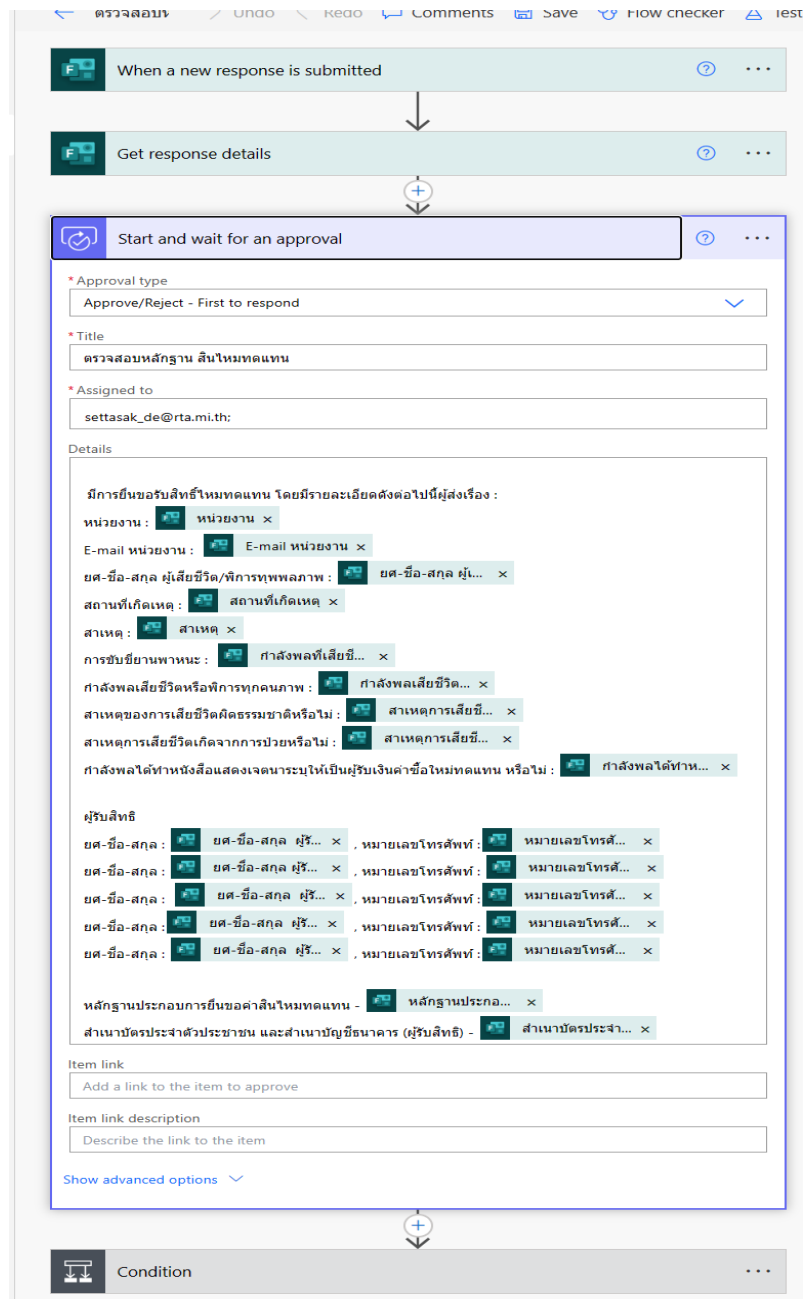 ตรวจสอบ Undo Redo Comments Save Flow checker Test
When a new response is submitted
Get response details
Start and wait for an approval
* Approval type
Approve/Reject - First to respond
* Title
ตรวจสอบหลักฐาน สินไหมทดแทน
* Assigned to
settasak_de@rta.mi.th;
Details
มีการยื่นขอรับสิทธิ์ไหมทดแทน โดยมีรายละเอียดดังต่อไปนี้ผู้ส่งเรื่อง :
หน่วยงาน : หน่วยงาน ×
E-mail หน่วยงาน : E-mail หน่วยงาน ×
ยศ-ชื่อ-สกุล ผู้เสียชีวิต/พิการทุพพลภาพ : ยศ-ชื่อ-สกุล ผู้เ... ×
สถานที่เกิดเหตุ : สถานที่เกิดเหตุ ×
สาเหตุ : สาเหตุ ×
การขับขี่ยานพาหนะ : กำลังพลที่เสียชี... ×
กำลังพลเสียชีวิตหรือพิการทุกคนภาพ : กำลังพลเสียชีวิต... ×
สาเหตุของการเสียชีวิตผิดธรรมชาติหรือไม่ : สาเหตุการเสียชี... ×
สาเหตุการเสียชีวิตเกิดจากการป่วยหรือไม่ : สาเหตุการเสียชี... ×
กำลังพลได้ทำหนังสือแสดงเจตนาระบุให้เป็นผู้รับเงินค่าซื้อใหม่ทดแทน หรือไม่ : กำลังพลได้ทำห... ×
ผู้รับสิทธิ
ยศ-ชื่อ-สกุล : ยศ-ชื่อ-สกุล ผู้รั... × , หมายเลขโทรศัพท์ : หมายเลขโทรศั... ×
ยศ-ชื่อ-สกุล : ยศ-ชื่อ-สกุล ผู้รั... × , หมายเลขโทรศัพท์ : หมายเลขโทรศั... ×
ยศ-ชื่อ-สกุล : ยศ-ชื่อ-สกุล ผู้รั... × , หมายเลขโทรศัพท์ : หมายเลขโทรศั... ×
ยศ-ชื่อ-สกุล : ยศ-ชื่อ-สกุล ผู้รั... × , หมายเลขโทรศัพท์ : หมายเลขโทรศั... ×
ยศ-ชื่อ-สกุล : ยศ-ชื่อ-สกุล ผู้รั... × , หมายเลขโทรศัพท์ : หมายเลขโทรศั... ×
หลักฐานประกอบการยื่นขอค่าสินไหมทดแทน - หลักฐานประกอ... ×
สำเนาบัตรประจำตัวประชาชน และสำเนาบัญชีธนาคาร (ผู้รับสิทธิ) - สำเนาบัตรประจำ... ×
Item link
Add a link to the item to approve
Item link description
Describe the link to the item
Show advanced options
Condition